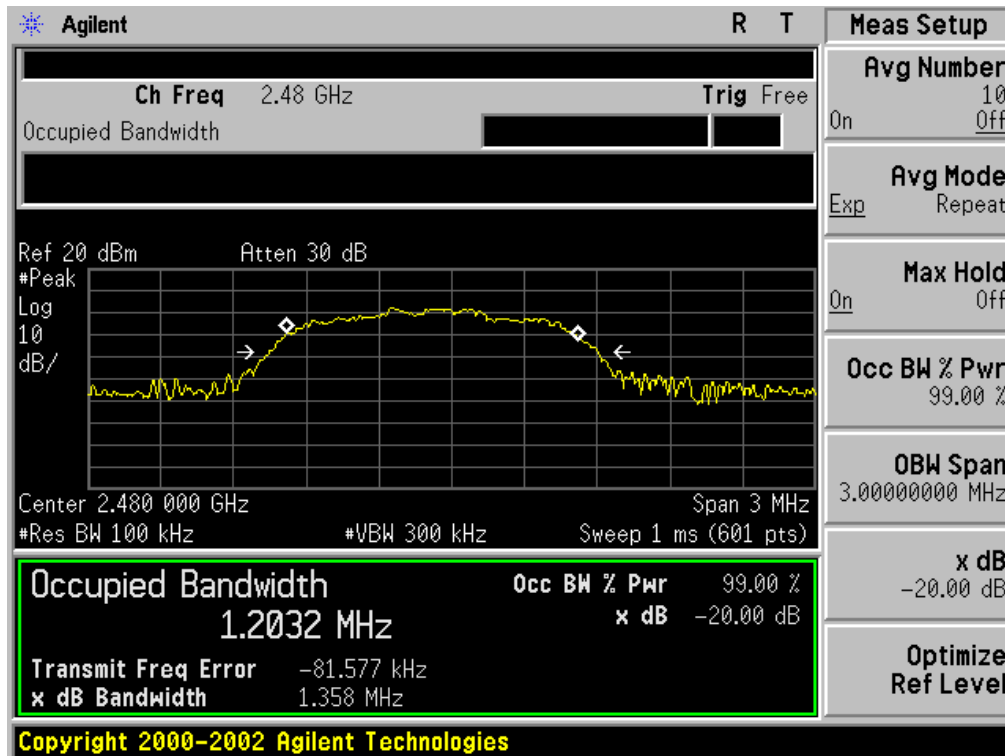 Agilent R T
Ch Freq 2.48 GHz Trig Free
Occupied Bandwidth
Ref 20 dBm Atten 30 dB
#Peak
Log
10
dB/
Center 2.480 000 GHz Span 3 MHz
#Res BW 100 kHz #VBW 300 kHz Sweep 1 ms (601 pts)
Occupied Bandwidth
1.2032 MHz
Occ BW % Pwr 99.00 %
x dB -20.00 dB
Transmit Freq Error -81.577 kHz
x dB Bandwidth 1.358 MHz
Copyright 2000-2002 Agilent Technologies
Meas Setup
Avg Number
10
On Off
Avg Mode
Exp Repeat
Max Hold
On Off
Occ BW % Pwr
99.00 %
OBW Span
3.00000000 MHz
x dB
-20.00 dB
Optimize
Ref Level